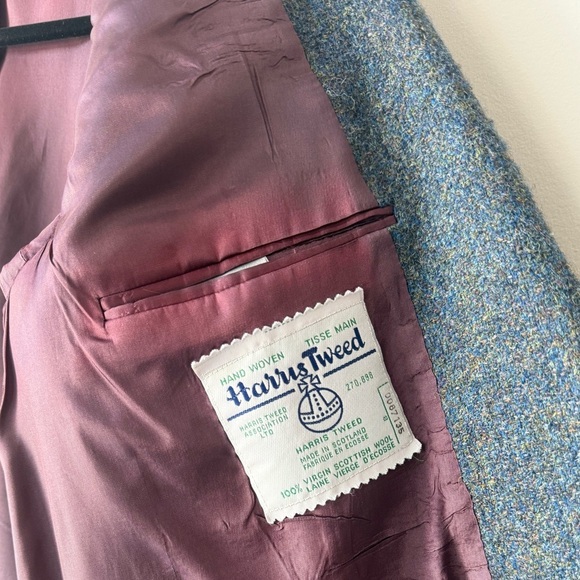 HAND WOVEN TISSE MAIN
Harris Tweed
HARRIS TWEED
ASSOCIATION
LTD
270,898
HARRIS TWEED
MADE IN SCOTLAND
FABRIQUE EN ECOSSE
100% VIRGIN SCOTTISH WOOL
LAINE VIERGE D'ECOSSE